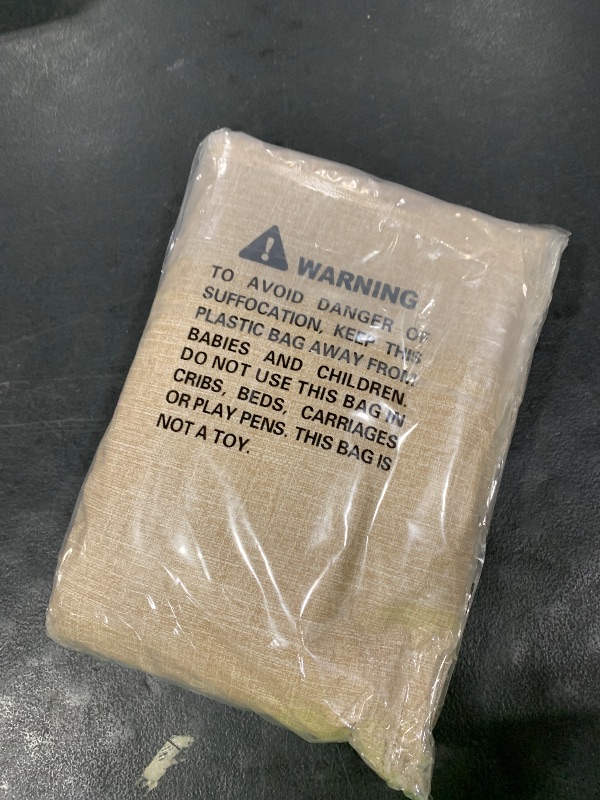 WARNING
TO AVOID DANGER OF
SUFFOCATION, KEEP THIS
PLASTIC BAG AWAY FROM
BABIES AND CHILDREN.
DO NOT USE THIS BAG IN
CRIBS, BEDS, CARRIAGES
OR PLAY PENS. THIS BAG IS
NOT A TOY.